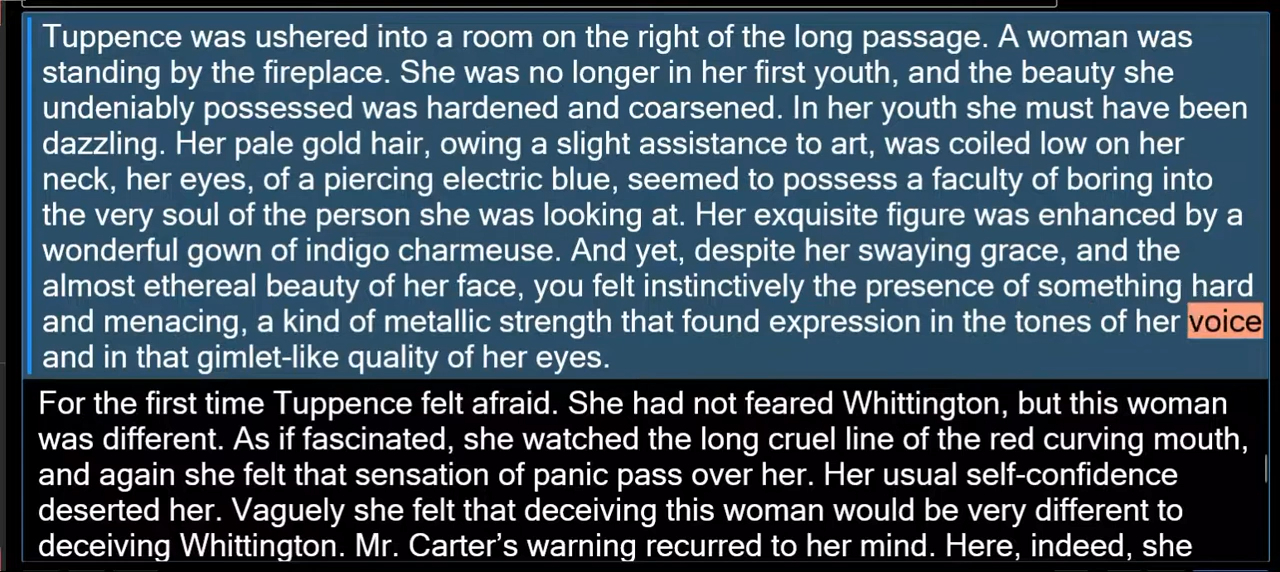 Tuppence was ushered into a room on the right of the long passage. A woman was
standing by the fireplace. She was no longer in her first youth, and the beauty she
undeniably possessed was hardened and coarsened. In her youth she must have been
dazzling. Her pale gold hair, owing a slight assistance to art, was coiled low on her
neck, her eyes, of a piercing electric blue, seemed to possess a faculty of boring into
the very soul of the person she was looking at. Her exquisite figure was enhanced by a
wonderful gown of indigo charmeuse. And yet, despite her swaying grace, and the
almost ethereal beauty of her face, you felt instinctively the presence of something hard
and menacing, a kind of metallic strength that found expression in the tones of her voice
and in that gimlet-like quality of her eyes.
For the first time Tuppence felt afraid. She had not feared Whittington, but this woman
was different. As if fascinated, she watched the long cruel line of the red curving mouth,
and again she felt that sensation of panic pass over her. Her usual self-confidence
deserted her. Vaguely she felt that deceiving this woman would be very different to
deceiving Whittington. Mr. Carter’s warning recurred to her mind. Here, indeed, she